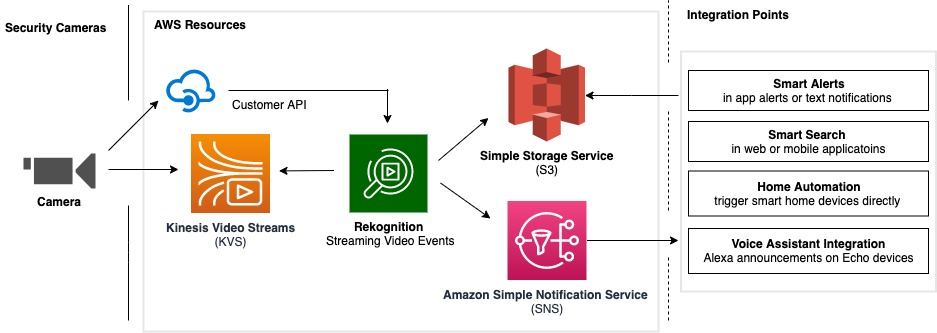 Security Cameras
AWS Resources
Integration Points
Customer API
Camera
Kinesis Video Streams
(KVS)
Rekognition
Streaming Video Events
Simple Storage Service
(S3)
Amazon Simple Notification Service
(SNS)
Smart Alerts
in app alerts or text notifications
Smart Search
in web or mobile applicatoins
Home Automation
trigger smart home devices directly
Voice Assistant Integration
Alexa announcements on Echo devices